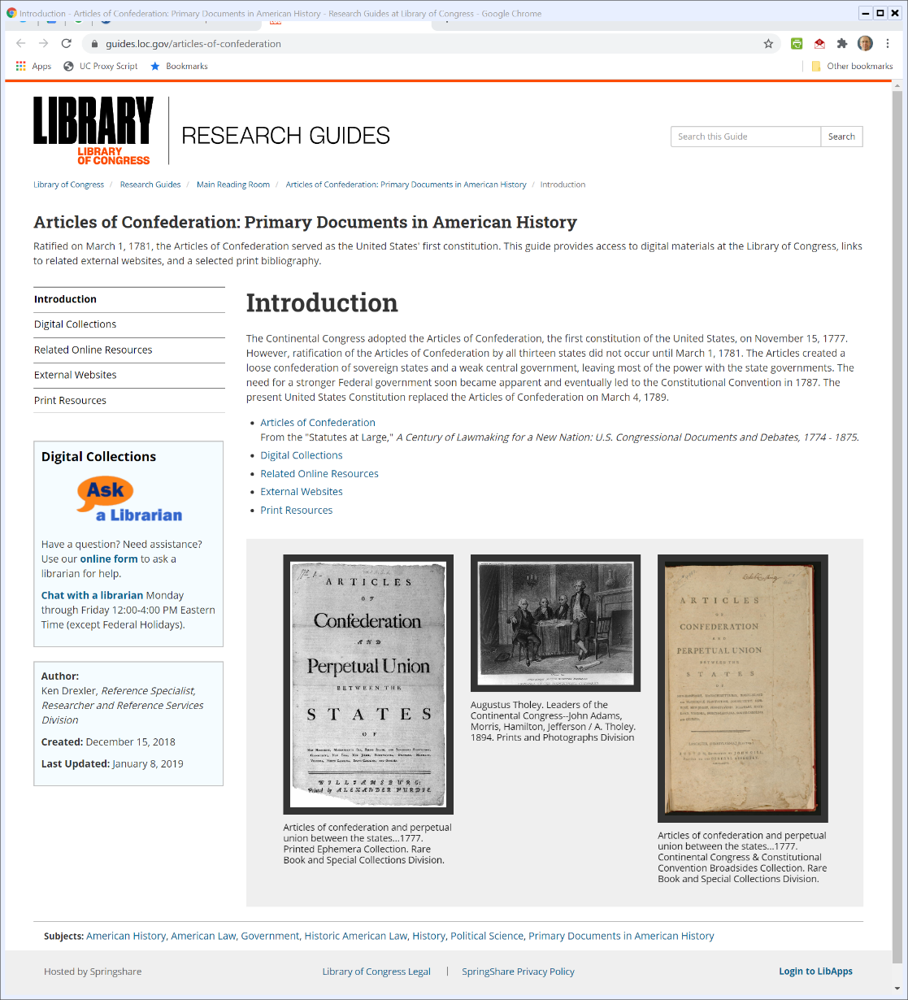 Introduction - Articles of Confederation: Primary Documents in American History - Research Guides at Library of Congress - Google Chrome
guides.loc.gov/articles-of-confederation
Apps UC Proxy Script Bookmarks Other bookmarks
LIBRARY
LIBRARY
OF CONGRESS
RESEARCH GUIDES
Search this Guide Search
Library of Congress / Research Guides / Main Reading Room / Articles of Confederation: Primary Documents in American History / Introduction
Articles of Confederation: Primary Documents in American History
Ratified on March 1, 1781, the Articles of Confederation served as the United States' first constitution. This guide provides access to digital materials at the Library of Congress, links
to related external websites, and a selected print bibliography.
Introduction
Digital Collections
Related Online Resources
External Websites
Print Resources
Digital Collections
Ask
a Librarian
Have a question? Need assistance?
Use our online form to ask a
librarian for help.
Chat with a librarian Monday
through Friday 12:00-4:00 PM Eastern
Time (except Federal Holidays).
Author:
Ken Drexler, Reference Specialist,
Researcher and Reference Services
Division
Created: December 15, 2018
Last Updated: January 8, 2019
Introduction
The Continental Congress adopted the Articles of Confederation, the first constitution of the United States, on November 15, 1777.
However, ratification of the Articles of Confederation by all thirteen states did not occur until March 1, 1781. The Articles created a
loose confederation of sovereign states and a weak central government, leaving most of the power with the state governments. The
need for a stronger Federal government soon became apparent and eventually led to the Constitutional Convention in 1787. The
present United States Constitution replaced the Articles of Confederation on March 4, 1789.
• Articles of Confederation
From the "Statutes at Large," A Century of Lawmaking for a New Nation: U.S. Congressional Documents and Debates, 1774 - 1875.
• Digital Collections
• Related Online Resources
• External Websites
• Print Resources
ARTICLES
OF
Confederation
AND
Perpetual Union
BETWEEN THE
STATES
OF
WILLIAMSBURG:
Printed by ALEXANDER PURDIE.
Articles of confederation and perpetual
union between the states...1777.
Printed Ephemera Collection. Rare
Book and Special Collections Division.
Augustus Tholey. Leaders of the
Continental Congress--John Adams,
Morris, Hamilton, Jefferson / A. Tholey.
1894. Prints and Photographs Division
ARTICLES
OF
CONFEDERATION
AND
PERPETUAL UNION
BETWEEN THE
STATES
OF
Articles of confederation and perpetual
union between the states...1777.
Continental Congress & Constitutional
Convention Broadsides Collection. Rare
Book and Special Collections Division.
Subjects: American History, American Law, Government, Historic American Law, History, Political Science, Primary Documents in American History
Hosted by Springshare Library of Congress Legal | SpringShare Privacy Policy Login to LibApps